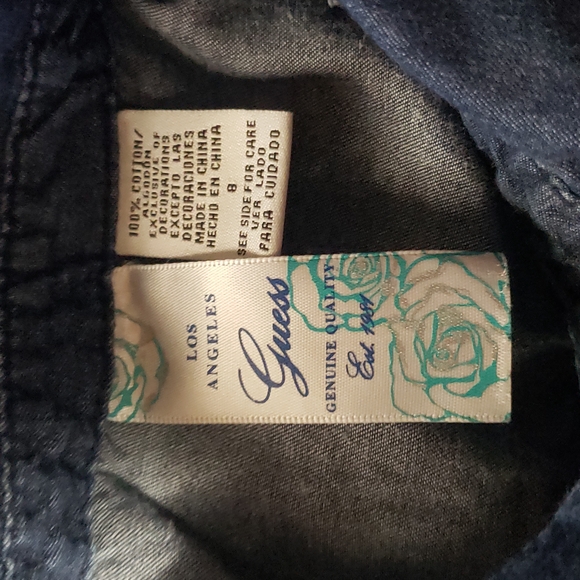 100% COTTON/
ALGODON
EXCLUSIVE OF
EXCEPTO LAS
DECORACIONES
MADE IN CHINA
HECHO EN CHINA
8
SEE SIDE FOR CARE
VER LADO
PARA CUIDADO
LOS
ANGELES
Guess
GENUINE QUALITY
Est. 1981